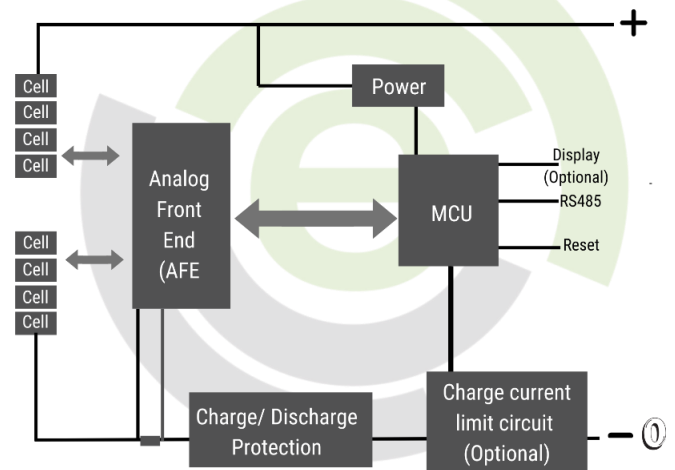 +
Cell
Cell
Cell
Cell
Power
Analog
Front
End
(AFE
MCU
Display
(Optional)
RS485
Reset
Cell
Cell
Cell
Cell
Charge/ Discharge
Protection
Charge current
limit circuit
(Optional)
- 0